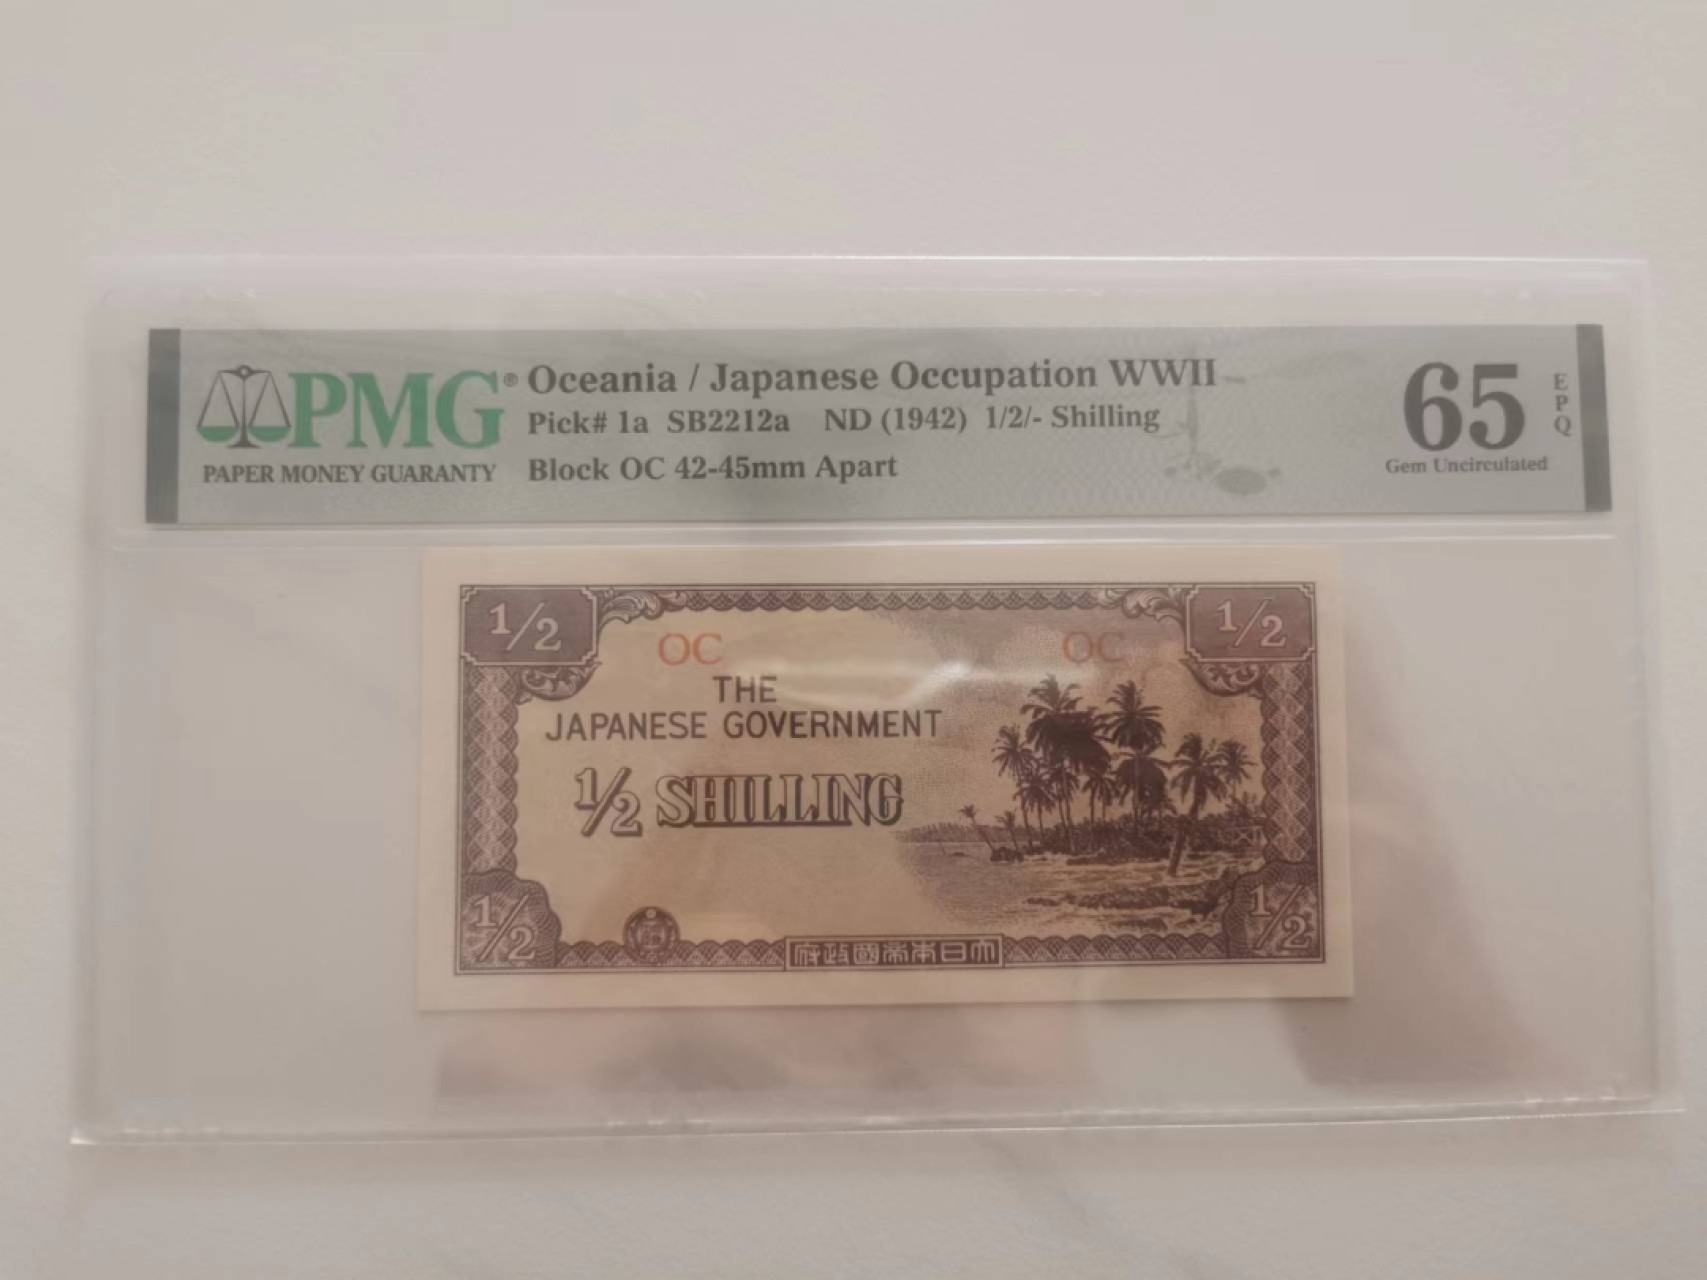 PMG®
PAPER MONEY GUARANTY
Oceania / Japanese Occupation WWII
Pick# 1a SB2212a ND (1942) 1/2/- Shilling
Block OC 42-45mm Apart
65
EPQ
Gem Uncirculated
1/2 1/2
OC OC
THE
JAPANESE GOVERNMENT
1/2 SHILLING
1/2 1/2
府政國帝本日大